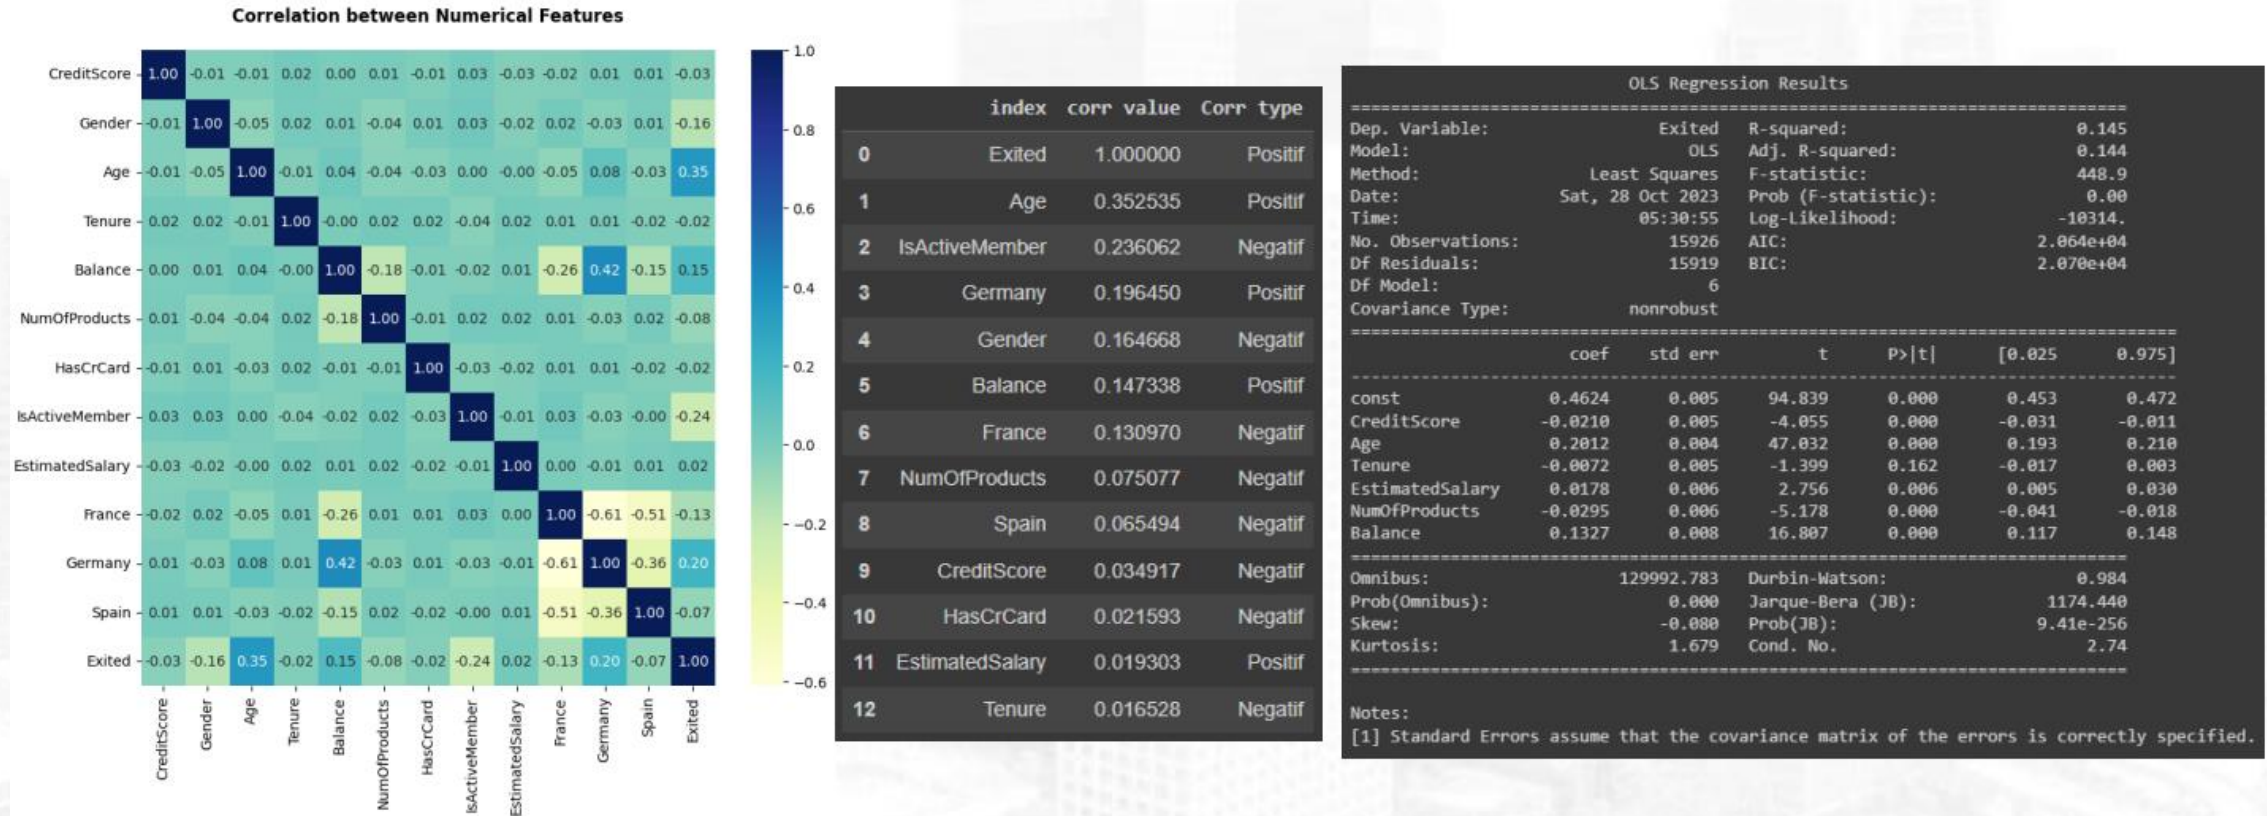 Correlation between Numerical Features
CreditScore 1.00 -0.01 -0.01 0.02 0.00 0.01 -0.01 0.03 -0.03 -0.02 0.01 0.01 -0.03
Gender -0.01 1.00 -0.05 0.02 0.01 -0.04 0.01 0.03 -0.02 0.02 -0.03 0.01 -0.16
Age -0.01 -0.05 1.00 -0.01 0.04 -0.04 -0.03 0.00 -0.00 -0.05 0.08 -0.03 0.35
Tenure 0.02 0.02 -0.01 1.00 -0.00 0.02 0.02 -0.04 0.02 0.01 0.01 -0.02 -0.02
Balance 0.00 0.01 0.04 -0.00 1.00 -0.18 -0.01 -0.02 0.01 -0.26 0.42 -0.15 0.15
NumOfProducts 0.01 -0.04 -0.04 0.02 -0.18 1.00 -0.01 0.02 0.02 0.01 -0.03 0.02 -0.08
HasCrCard -0.01 0.01 -0.03 0.02 -0.01 -0.01 1.00 -0.03 -0.02 0.01 0.01 -0.02 -0.02
IsActiveMember 0.03 0.03 0.00 -0.04 -0.02 0.02 -0.03 1.00 -0.01 0.03 -0.03 -0.00 -0.24
EstimatedSalary -0.03 -0.02 -0.00 0.02 0.01 0.02 -0.02 -0.01 1.00 0.00 -0.01 0.01 0.02
France -0.02 0.02 -0.05 0.01 -0.26 0.01 0.01 0.03 0.00 1.00 -0.61 -0.51 -0.13
Germany 0.01 -0.03 0.08 0.01 0.42 -0.03 0.01 -0.03 -0.01 -0.61 1.00 -0.36 0.20
Spain 0.01 0.01 -0.03 -0.02 -0.15 0.02 -0.02 -0.00 0.01 -0.51 -0.36 1.00 -0.07
Exited -0.03 -0.16 0.35 -0.02 0.15 -0.08 -0.02 -0.24 0.02 -0.13 0.20 -0.07 1.00
CreditScore Gender Age Tenure Balance NumOfProducts HasCrCard IsActiveMember EstimatedSalary France Germany Spain Exited
1.0
0.8
0.6
0.4
0.2
0.0
-0.2
-0.4
-0.6
index corr value Corr type
0 Exited 1.000000 Positif
1 Age 0.352535 Positif
2 IsActiveMember 0.236062 Negatif
3 Germany 0.196450 Positif
4 Gender 0.164668 Negatif
5 Balance 0.147338 Positif
6 France 0.130970 Negatif
7 NumOfProducts 0.075077 Negatif
8 Spain 0.065494 Negatif
9 CreditScore 0.034917 Negatif
10 HasCrCard 0.021593 Negatif
11 EstimatedSalary 0.019303 Positif
12 Tenure 0.016528 Negatif
OLS Regression Results
Dep. Variable: Exited R-squared: 0.145
Model: OLS Adj. R-squared: 0.144
Method: Least Squares F-statistic: 448.9
Date: Sat, 28 Oct 2023 Prob (F-statistic): 0.00
Time: 05:30:55 Log-Likelihood: -10314.
No. Observations: 15926 AIC: 2.064e+04
Df Residuals: 15919 BIC: 2.070e+04
Df Model: 6
Covariance Type: nonrobust
coef std err t P>|t| [0.025 0.975]
const 0.4624 0.005 94.839 0.000 0.453 0.472
CreditScore -0.0210 0.005 -4.055 0.000 -0.031 -0.011
Age 0.2012 0.004 47.032 0.000 0.193 0.210
Tenure -0.0072 0.005 -1.399 0.162 -0.017 0.003
EstimatedSalary 0.0178 0.006 2.756 0.006 0.005 0.030
NumOfProducts -0.0295 0.006 -5.178 0.000 -0.041 -0.018
Balance 0.1327 0.008 16.807 0.000 0.117 0.148
Omnibus: 129992.783 Durbin-Watson: 0.984
Prob(Omnibus): 0.000 Jarque-Bera (JB): 1174.440
Skew: -0.080 Prob(JB): 9.41e-256
Kurtosis: 1.679 Cond. No. 2.74
Notes:
[1] Standard Errors assume that the covariance matrix of the errors is correctly specified.